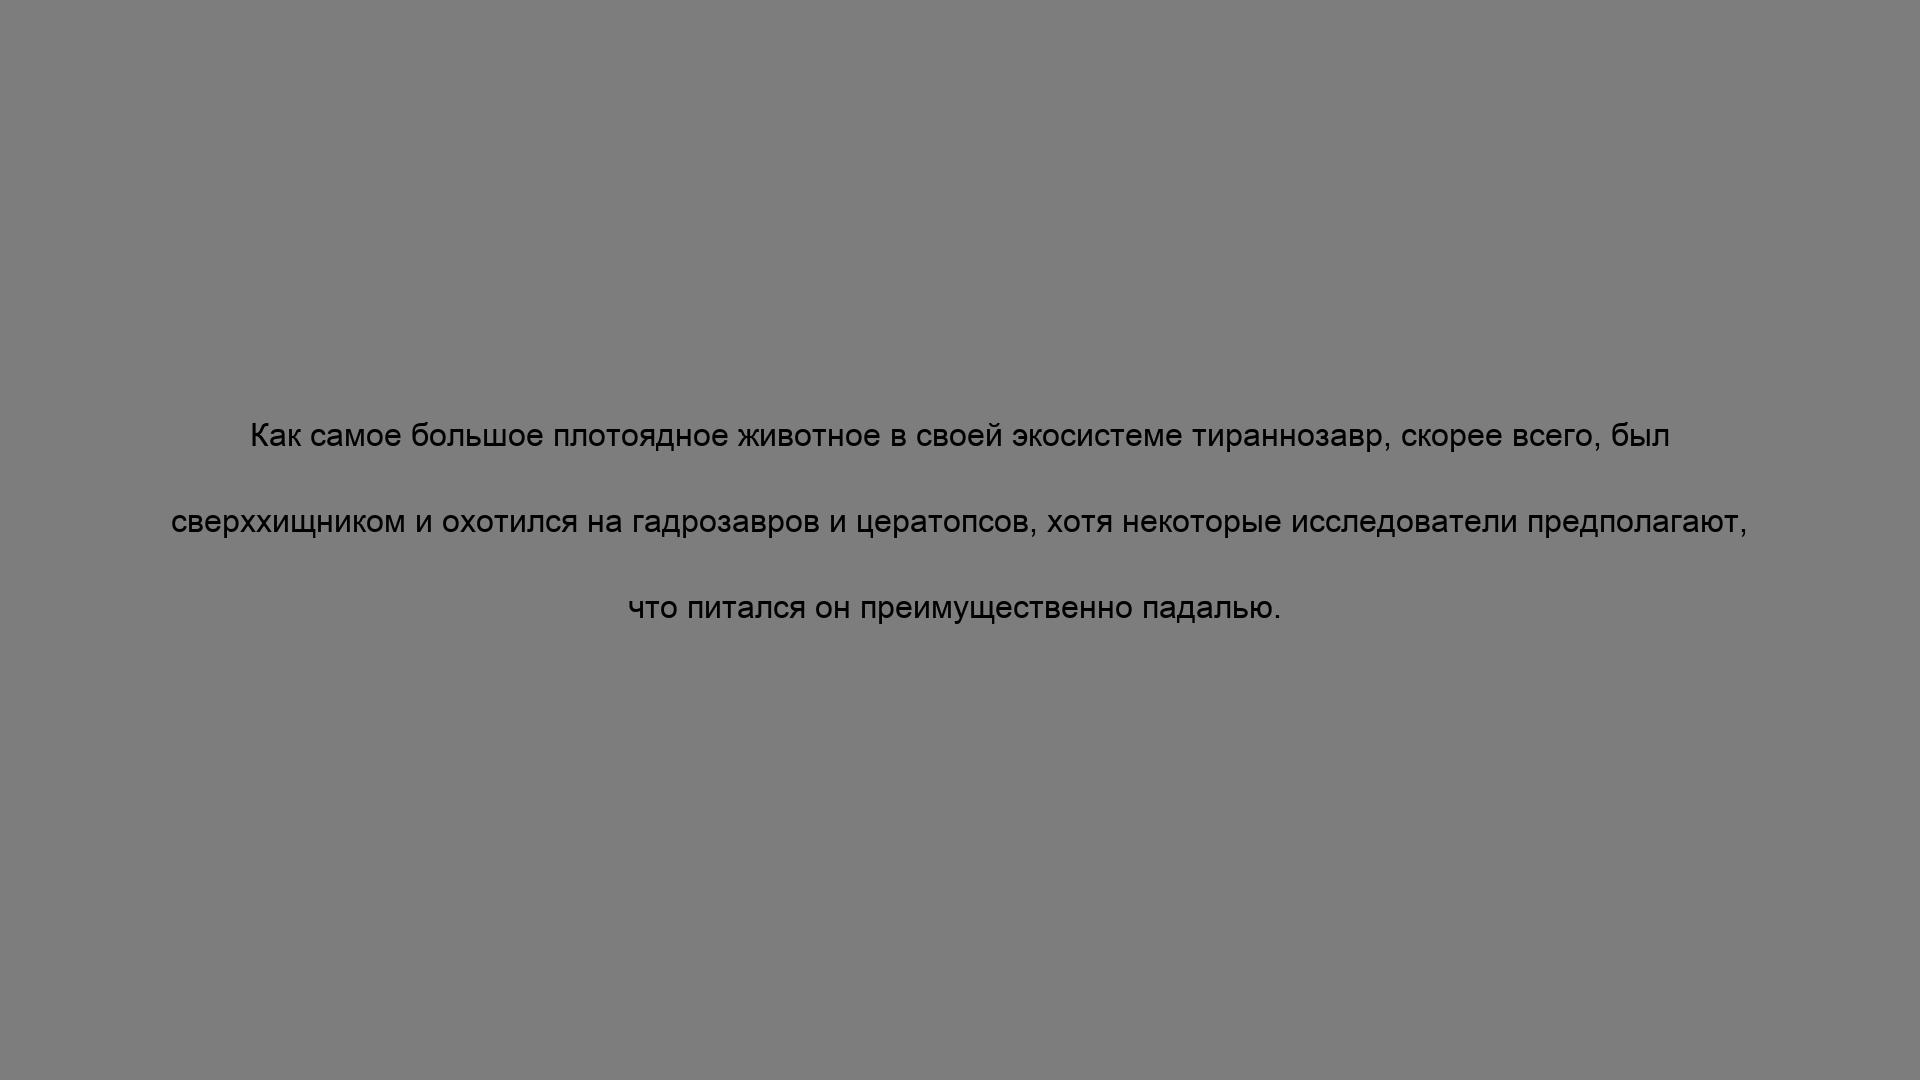 Как самое большое плотоядное животное в своей экосистеме тираннозавр, скорее всего, был
сверххищником и охотился на гадрозавров и цератопсов, хотя некоторые исследователи предполагают,
что питался он преимущественно падалью.